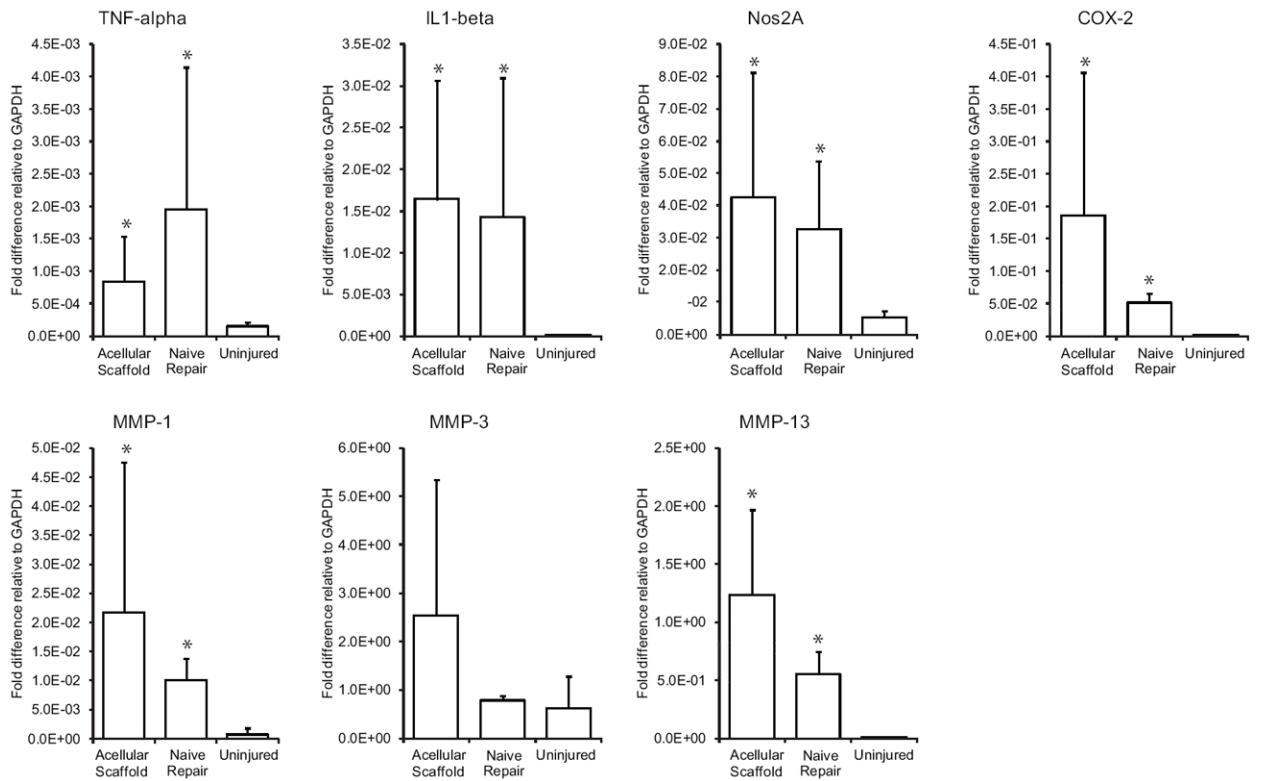 TNF-alpha
Fold difference relative to GAPDH
4.5E-03
4.0E-03
3.5E-03
3.0E-03
2.5E-03
2.0E-03
1.5E-03
1.0E-03
5.0E-04
0.0E+00
*
*
Acellular
Scaffold
Naive
Repair
Uninjured
IL1-beta
Fold difference relative to GAPDH
3.5E-02
3.0E-02
2.5E-02
2.0E-02
1.5E-02
1.0E-02
5.0E-03
0.0E+00
*
*
Acellular
Scaffold
Naive
Repair
Uninjured
Nos2A
Fold difference relative to GAPDH
9.0E-02
8.0E-02
7.0E-02
6.0E-02
5.0E-02
4.0E-02
3.0E-02
2.0E-02
-02
0.0E+00
*
*
Acellular
Scaffold
Naive
Repair
Uninjured
COX-2
Fold difference relative to GAPDH
4.5E-01
4.0E-01
3.5E-01
3.0E-01
2.5E-01
2.0E-01
1.5E-01
1.0E-01
5.0E-02
0.0E+00
*
*
Acellular
Scaffold
Naive
Repair
Uninjured
MMP-1
Fold difference relative to GAPDH
5.0E-02
4.5E-02
4.0E-02
3.5E-02
3.0E-02
2.5E-02
2.0E-02
1.5E-02
1.0E-02
5.0E-03
0.0E+00
*
*
Acellular
Scaffold
Naive
Repair
Uninjured
MMP-3
Fold difference relative to GAPDH
6.0E+00
5.0E+00
4.0E+00
3.0E+00
2.0E+00
1.0E+00
0.0E+00
Acellular
Scaffold
Naive
Repair
Uninjured
MMP-13
Fold difference relative to GAPDH
2.5E+00
2.0E+00
1.5E+00
1.0E+00
5.0E-01
0.0E+00
*
*
Acellular
Scaffold
Naive
Repair
Uninjured